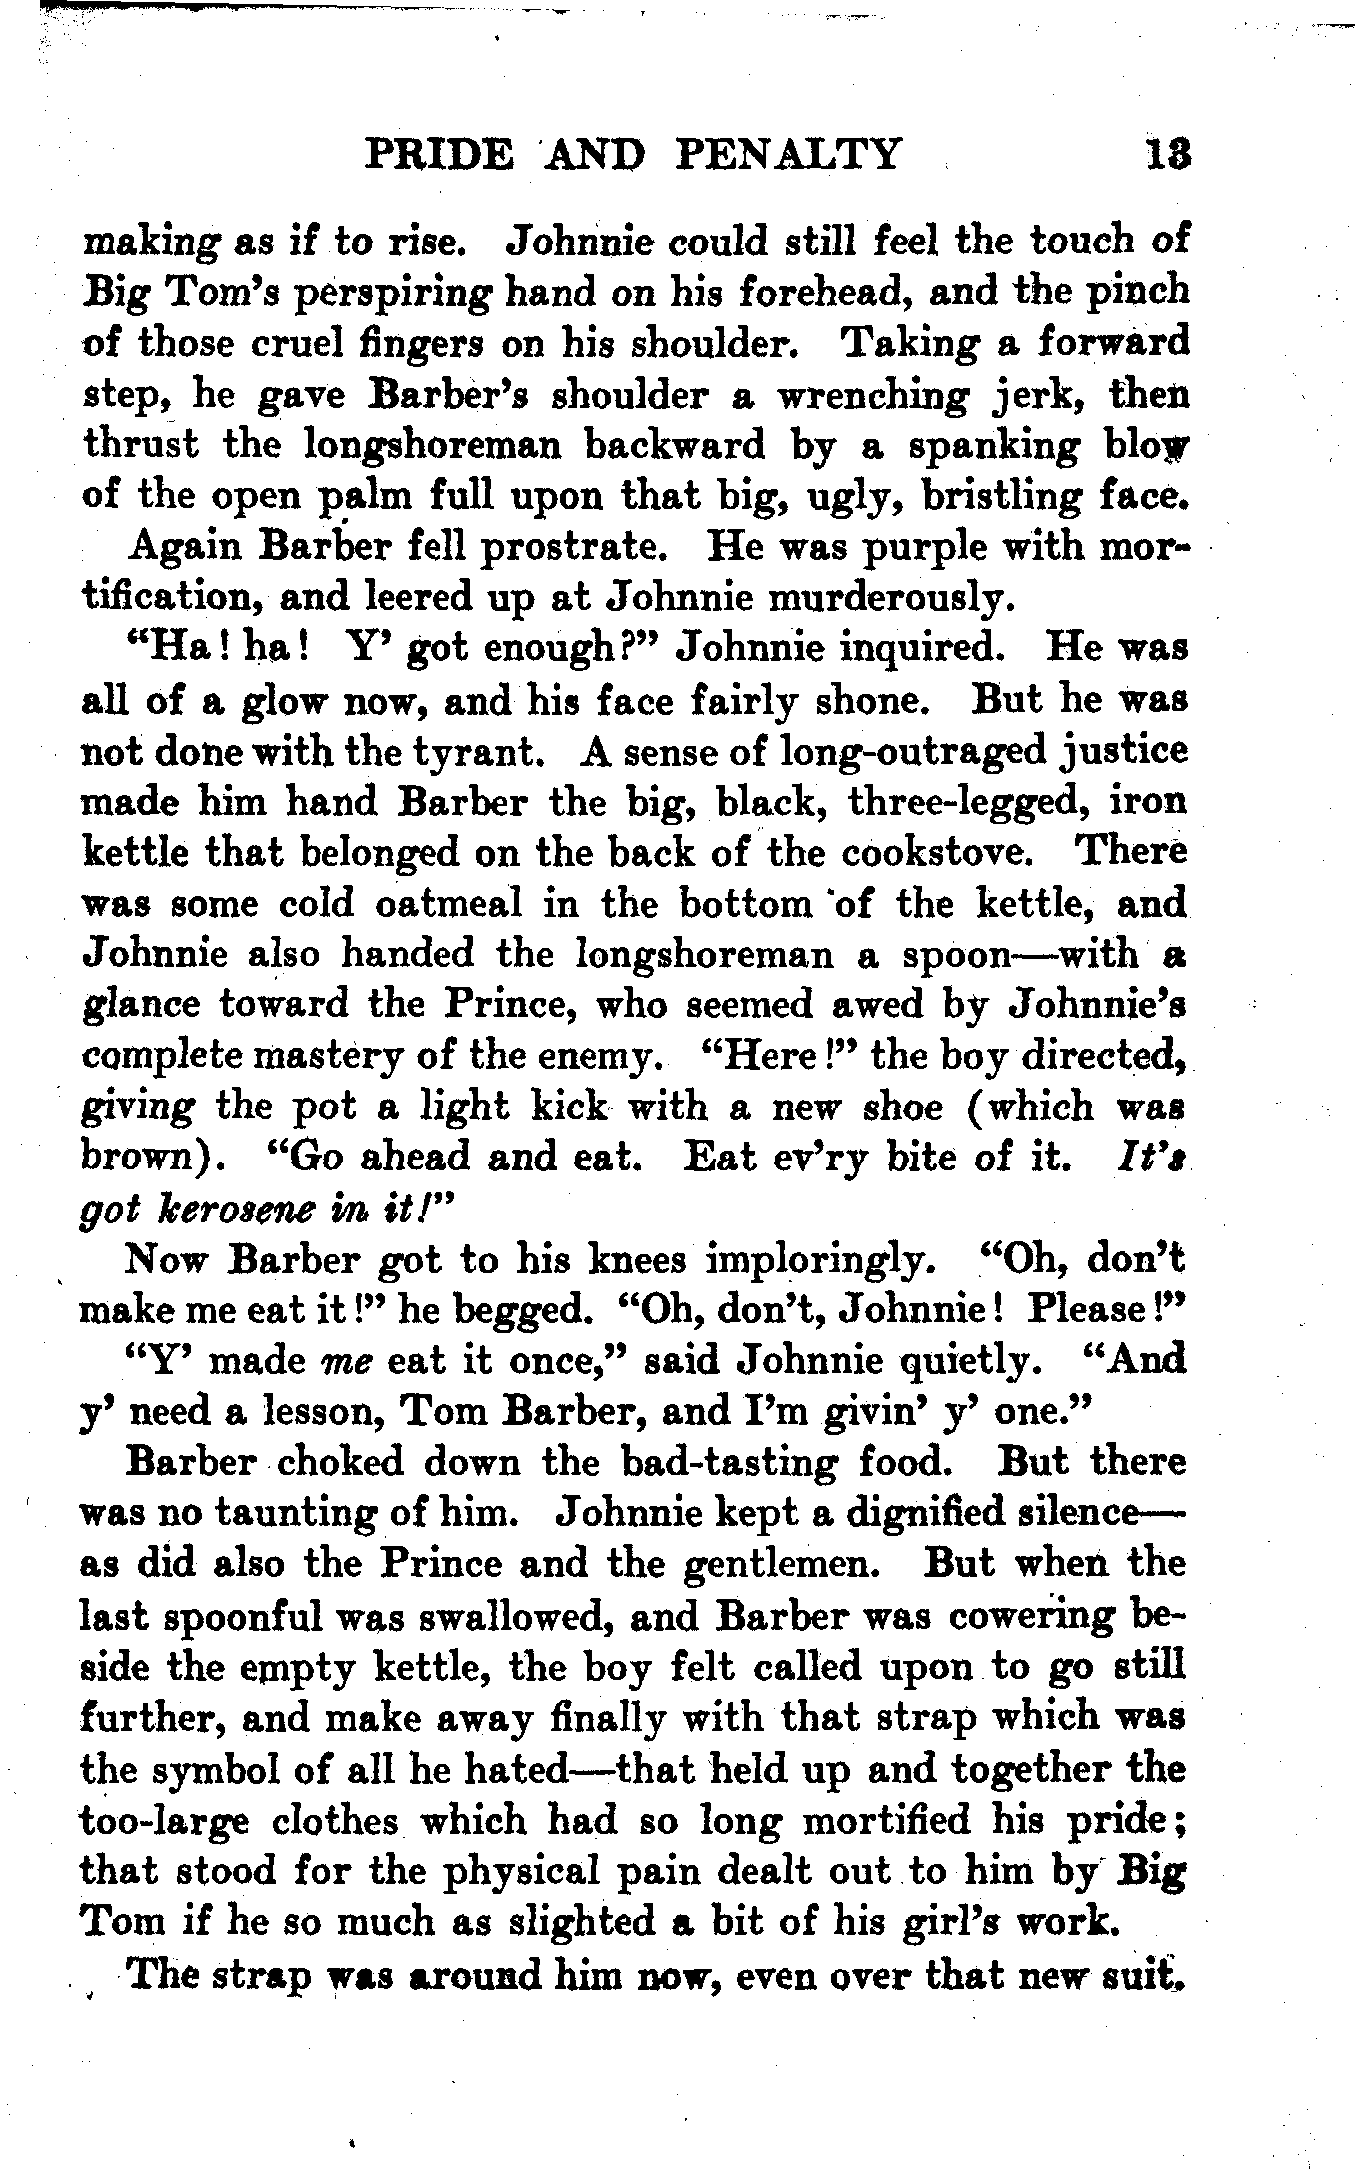 PRIDE AND PENALTY 13
making as if to rise. Johnnie could still feel the touch of
Big Tom's perspiring hand on his forehead, and the pinch
of those cruel fingers on his shoulder. Taking a forward
step, he gave Barber's shoulder a wrenching jerk, then
thrust the longshoreman backward by a spanking blow
of the open palm full upon that big, ugly, bristling face.
Again Barber fell prostrate. He was purple with mor-
tification, and leered up at Johnnie murderously.
"Ha! ha! Y' got enough?" Johnnie inquired. He was
all of a glow now, and his face fairly shone. But he was
not done with the tyrant. A sense of long-outraged justice
made him hand Barber the big, black, three-legged, iron
kettle that belonged on the back of the cookstove. There
was some cold oatmeal in the bottom of the kettle, and
Johnnie also handed the longshoreman a spoon—with a
glance toward the Prince, who seemed awed by Johnnie's
complete mastery of the enemy. "Here!" the boy directed,
giving the pot a light kick with a new shoe (which was
brown). "Go ahead and eat. Eat ev'ry bite of it. It's
got kerosene in it!"
Now Barber got to his knees imploringly. "Oh, don't
make me eat it!" he begged. "Oh, don't, Johnnie! Please!"
"Y' made me eat it once," said Johnnie quietly. "And
y' need a lesson, Tom Barber, and I'm givin' y' one."
Barber choked down the bad-tasting food. But there
was no taunting of him. Johnnie kept a dignified silence—
as did also the Prince and the gentlemen. But when the
last spoonful was swallowed, and Barber was cowering be-
side the empty kettle, the boy felt called upon to go still
further, and make away finally with that strap which was
the symbol of all he hated—that held up and together the
too-large clothes which had so long mortified his pride;
that stood for the physical pain dealt out to him by Big
Tom if he so much as slighted a bit of his girl's work.
The strap was around him now, even over that new suit.